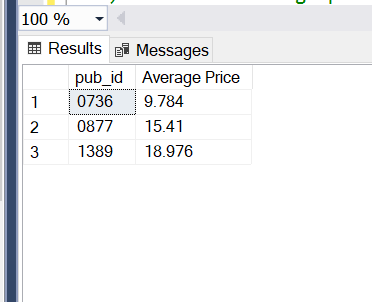 100 %
Results Messages
pub_id Average Price
1 0736 9.784
2 0877 15.41
3 1389 18.976